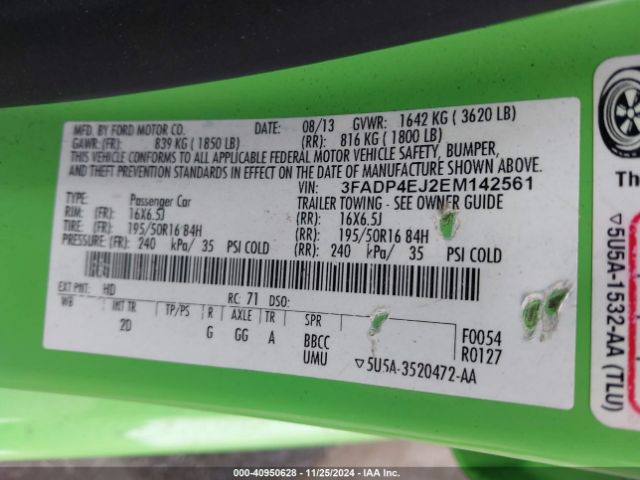 MFD. BY FORD MOTOR CO.
DATE: 08/13 GVWR: 1642 KG ( 3620 LB)
GAWR: (FR): 839 KG ( 1850 LB) (RR): 816 KG ( 1800 LB)
THIS VEHICLE CONFORMS TO ALL APPLICABLE FEDERAL MOTOR VEHICLE SAFETY, BUMPER,
AND THEFT PREVENTION STANDARDS IN EFFECT ON THE DATE OF MANUFACTURE SHOWN ABOVE.
VIN: 3FADP4EJ2EM142561
TYPE: Passenger Car TRAILER TOWING - SEE OWNER GUIDE
RIM: (FR): 16X6.5J (RR): 16X6.5J
TIRE: (FR): 195/50R16 84H (RR): 195/50R16 84H
PRESSURE: (FR): 240 kPa/ 35 PSI COLD (RR): 240 kPa/ 35 PSI COLD
EXT PNT: HD RC: 71 DSO:
WB INT TR TP/PS R AXLE TR SPR
2D G GG A BBCC F0054
UMU R0127
▽5U5A-3520472-AA
▽5U5A-1532-AA (TLU)
000-40950628 - 11/25/2024 - IAA Inc.